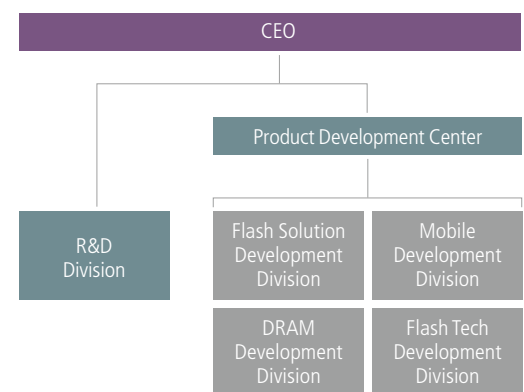 CEO
Product Development Center
R&D
Division
Flash Solution
Development
Division
Mobile
Development
Division
DRAM
Development
Division
Flash Tech
Development
Division